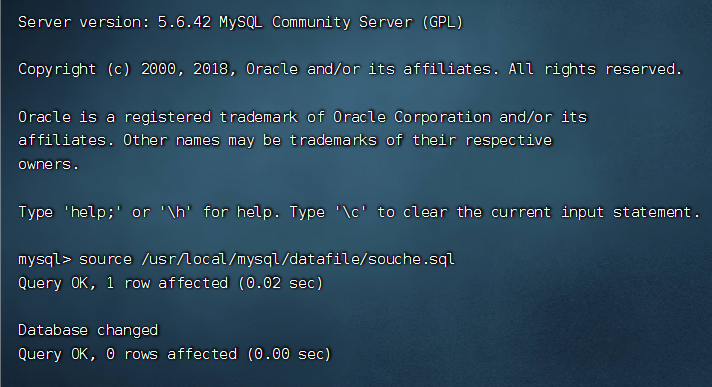 Server version: 5.6.42 MySQL Community Server (GPL)
Copyright (c) 2000, 2018, Oracle and/or its affiliates. All rights reserved.
Oracle is a registered trademark of Oracle Corporation and/or its
affiliates. Other names may be trademarks of their respective
owners.
Type 'help;' or '\h' for help. Type '\c' to clear the current input statement.
mysql> source /usr/local/mysql/datafile/souche.sql
Query OK, 1 row affected (0.02 sec)
Database changed
Query OK, 0 rows affected (0.00 sec)